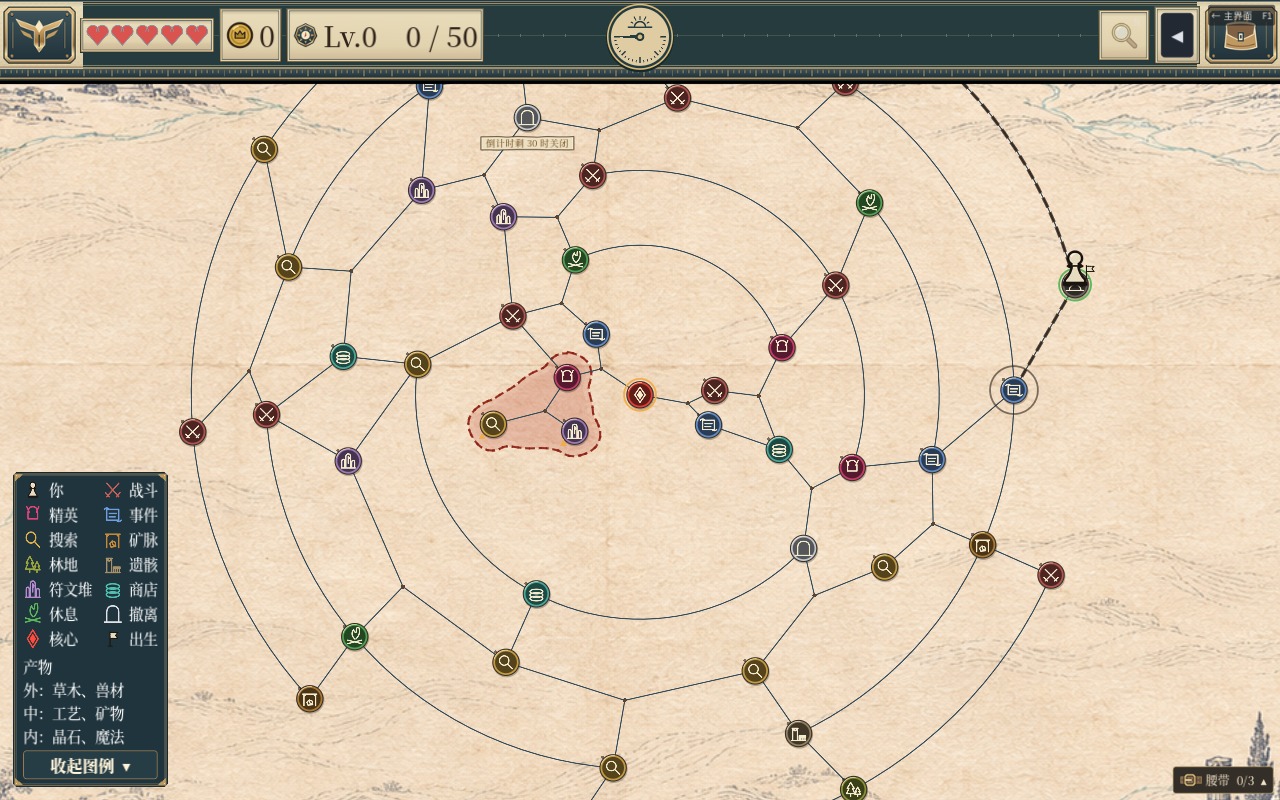 0
Lv.0 0 / 50
← 主界面 F1
倒计时剩 30 时关闭
你 战斗
精英 事件
搜索 矿脉
林地 遗骸
符文堆 商店
休息 撤离
核心 出生
产物
外：草木、兽材
中：工艺、矿物
内：晶石、魔法
收起图例 ▼
腰带 0/3 ▲